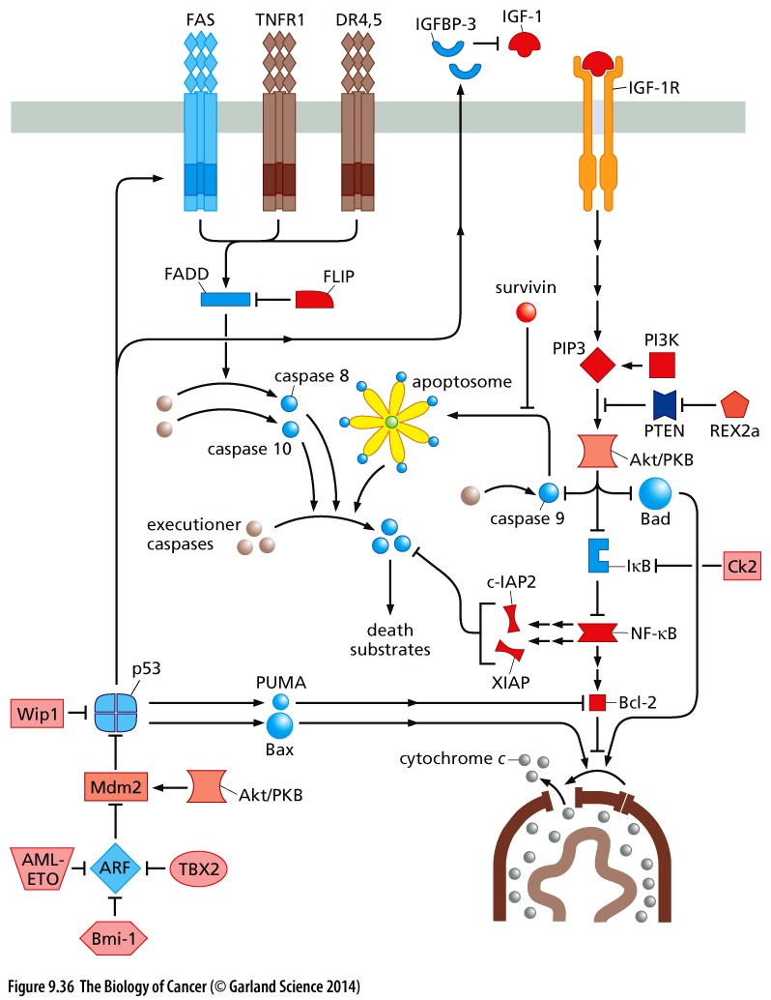 FAS
TNFR1
DR4,5
IGFBP-3
IGF-1
IGF-1R
FADD
FLIP
survivin
PIP3
PI3K
caspase 8
apoptosome
PTEN
REX2a
caspase 10
Akt/PKB
caspase 9
Bad
executioner
caspases
IκB
Ck2
c-IAP2
death
substrates
NF-κB
XIAP
p53
PUMA
Wip1
Bcl-2
Bax
cytochrome c
Mdm2
Akt/PKB
AML-
ETO
ARF
TBX2
Bmi-1
Figure 9.36 The Biology of Cancer (© Garland Science 2014)